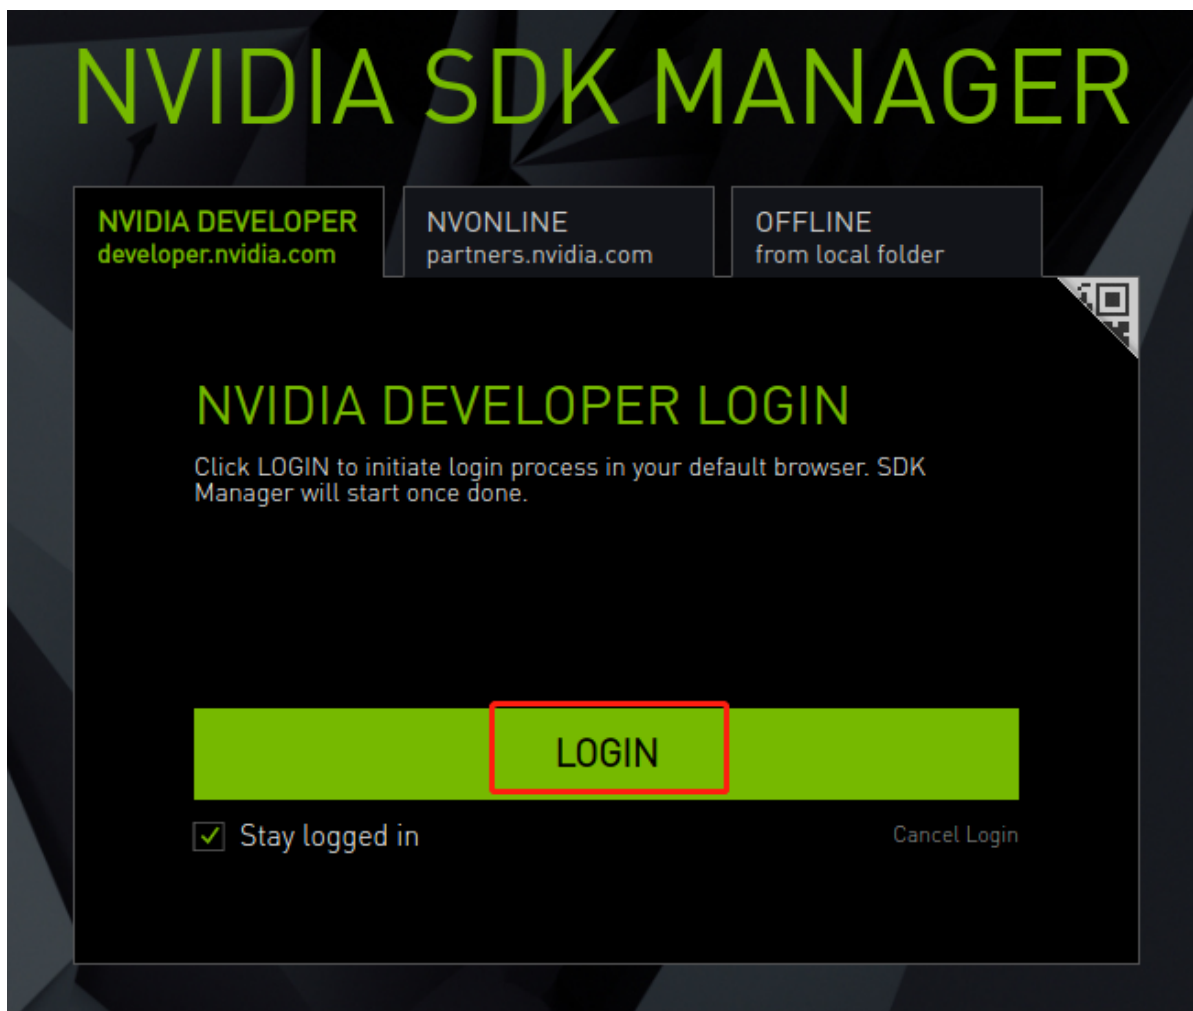 NVIDIA SDK MANAGER
NVIDIA DEVELOPER
developer.nvidia.com
NVONLINE
partners.nvidia.com
OFFLINE
from local folder
NVIDIA DEVELOPER LOGIN
Click LOGIN to initiate login process in your default browser. SDK
Manager will start once done.
LOGIN
Stay logged in
Cancel Login